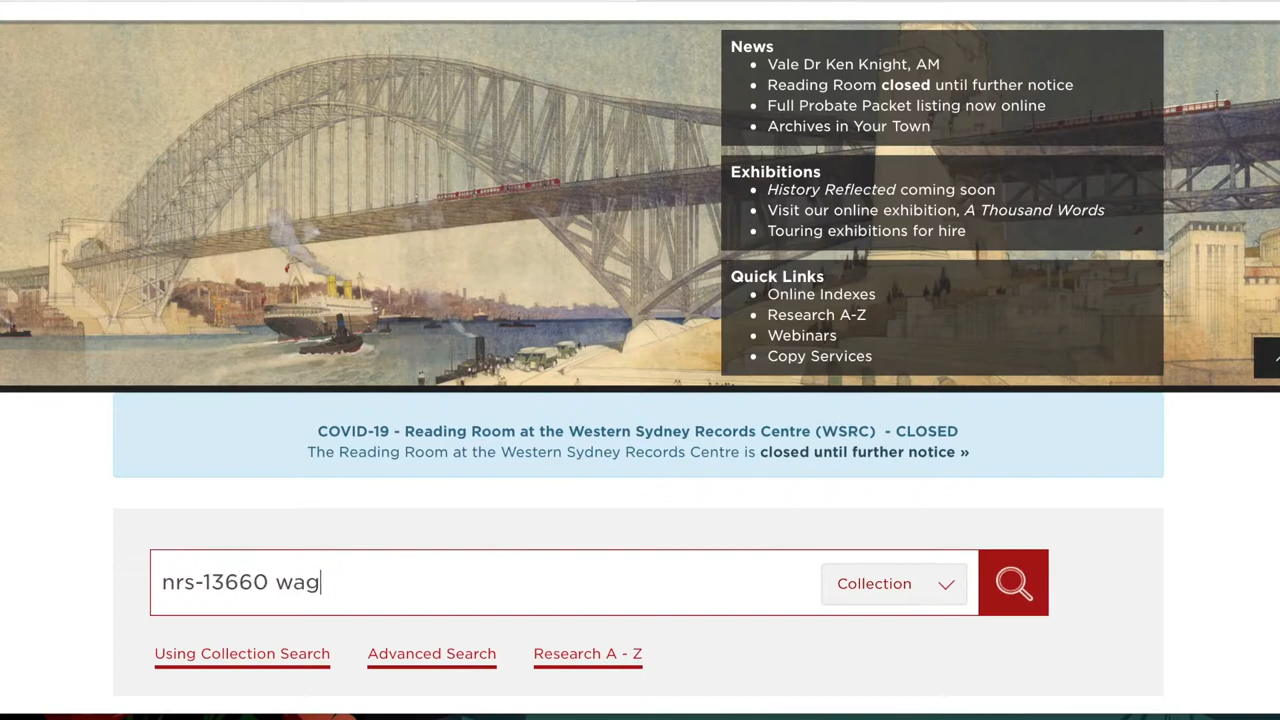 News
Vale Dr Ken Knight, AM
Reading Room closed until further notice
Full Probate Packet listing now online
Archives in Your Town
Exhibitions
History Reflected coming soon
Visit our online exhibition, A Thousand Words
Touring exhibitions for hire
Quick Links
Online Indexes
Research A-Z
Webinars
Copy Services
COVID-19 - Reading Room at the Western Sydney Records Centre (WSRC) - CLOSED
The Reading Room at the Western Sydney Records Centre is closed until further notice »
nrs-13660 wag
Collection
Using Collection Search
Advanced Search
Research A - Z